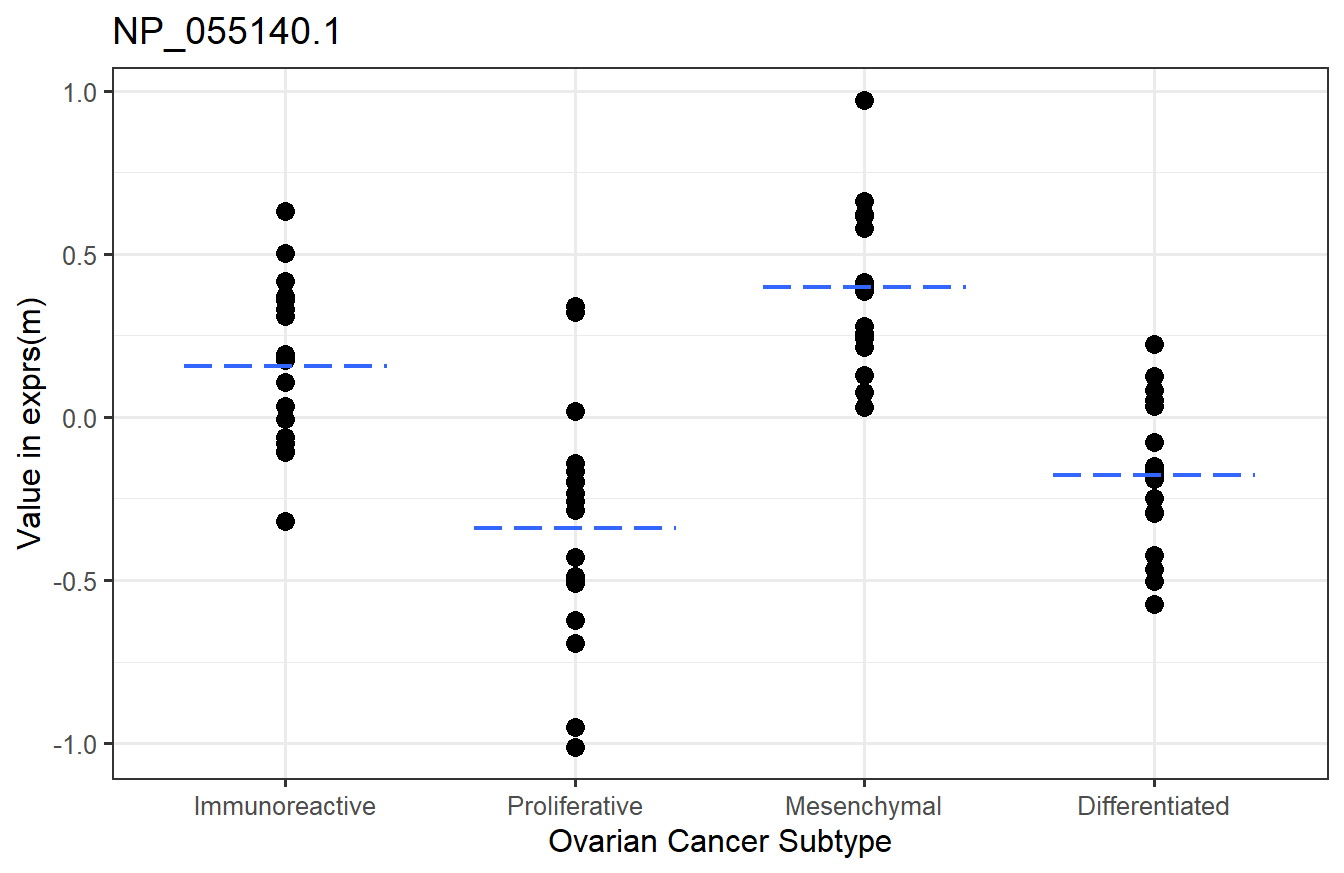 NP_055140.1
1.0
0.5
0.0
-0.5
-1.0
Value in exprs(m)
Immunoreactive Proliferative Mesenchymal Differentiated
Ovarian Cancer Subtype